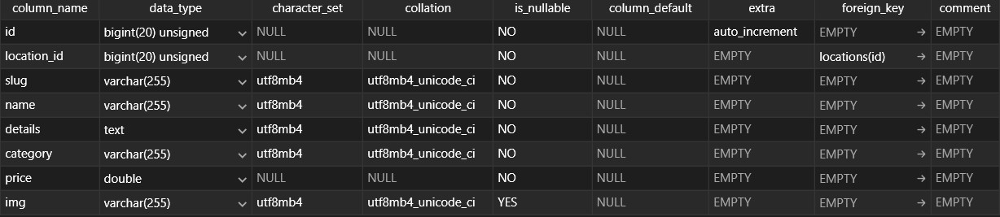 column_name data_type character_set collation is_nullable column_default extra foreign_key comment
id bigint(20) unsigned NULL NULL NO NULL auto_increment EMPTY EMPTY
location_id bigint(20) unsigned NULL NULL NO NULL EMPTY locations(id) EMPTY
slug varchar(255) utf8mb4 utf8mb4_unicode_ci NO NULL EMPTY EMPTY EMPTY
name varchar(255) utf8mb4 utf8mb4_unicode_ci NO NULL EMPTY EMPTY EMPTY
details text utf8mb4 utf8mb4_unicode_ci NO NULL EMPTY EMPTY EMPTY
category varchar(255) utf8mb4 utf8mb4_unicode_ci NO NULL EMPTY EMPTY EMPTY
price double NULL NULL NO NULL EMPTY EMPTY EMPTY
img varchar(255) utf8mb4 utf8mb4_unicode_ci YES NULL EMPTY EMPTY EMPTY